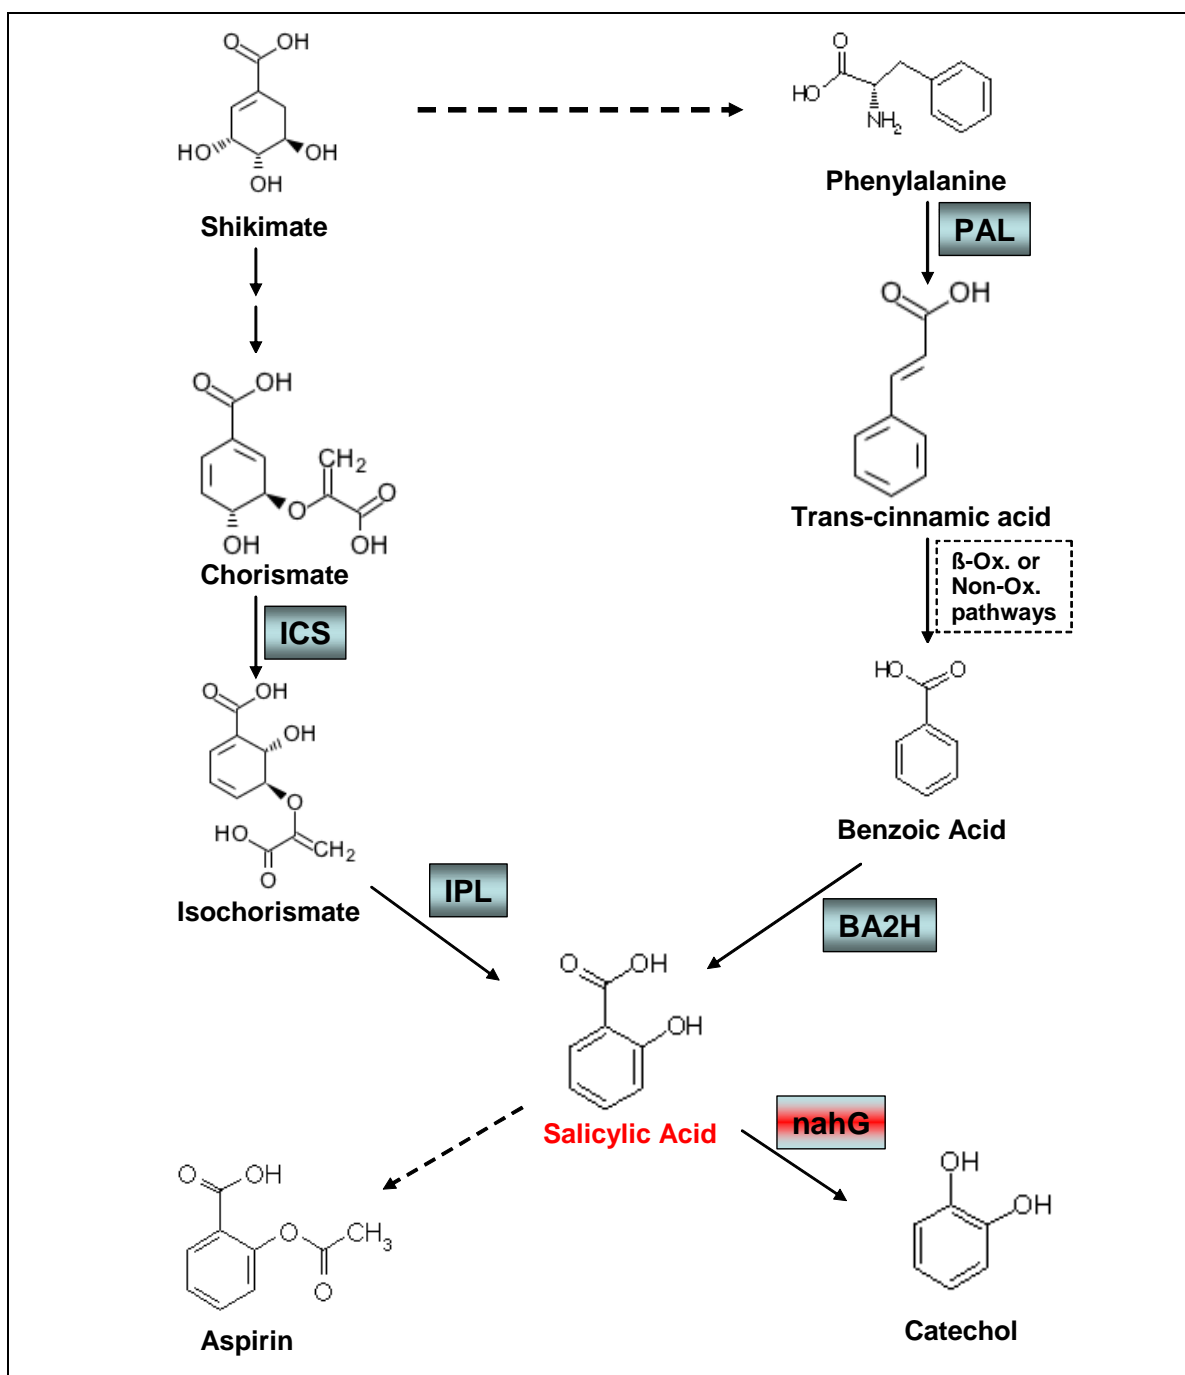 O
OH
HO
OH
OH
Shikimate
O
HO
NH2
Phenylalanine
PAL
O
OH
Trans-cinnamic acid
O
OH
CH2
O
O
OH
OH
Chorismate
ß-Ox. or
Non-Ox.
pathways
ICS
O
OH
OH
O
HO
CH2
O
Isochorismate
HO
O
Benzoic Acid
IPL
BA2H
O
OH
OH
Salicylic Acid
nahG
O
OH
O
CH3
O
Aspirin
OH
OH
Catechol